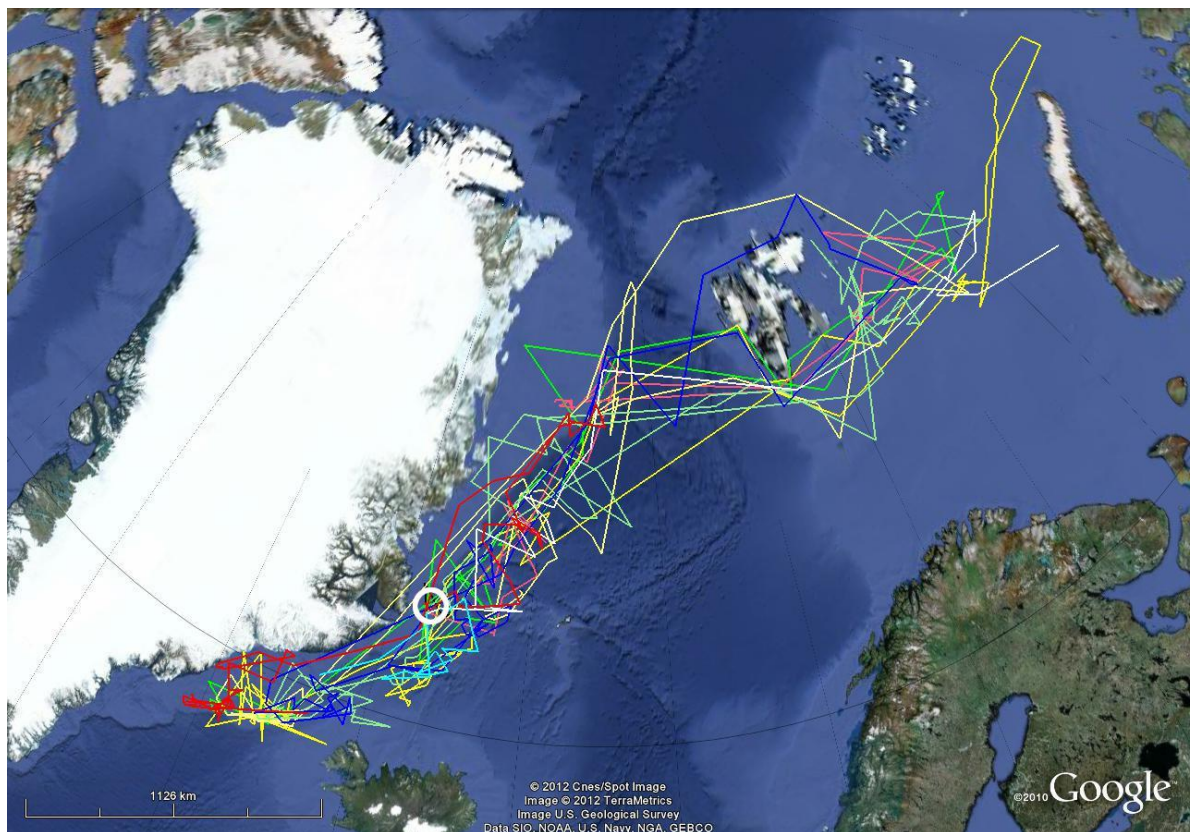 1126 km
© 2012 Cnes/Spot Image
Image © 2012 TerraMetrics
Image U.S. Geological Survey
Data SIO, NOAA, U.S. Navy, NGA, GEBCO
©2010 Google